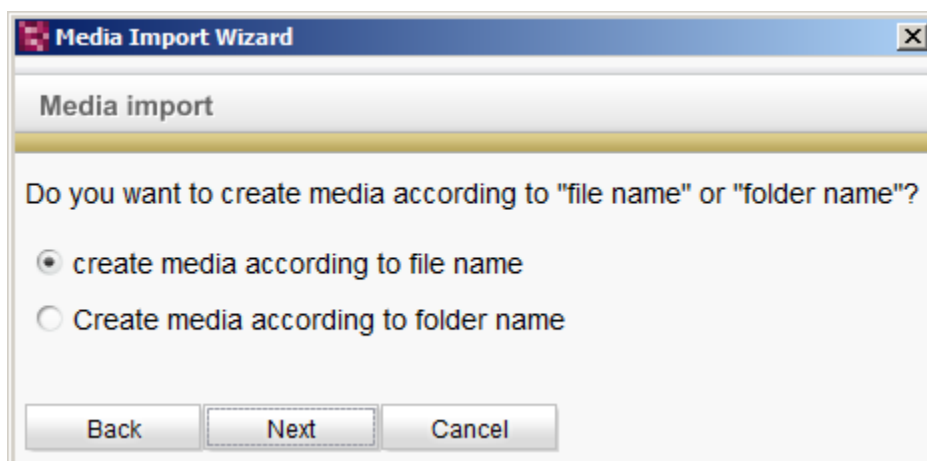 Media Import Wizard
Media import
Do you want to create media according to "file name" or "folder name"?
create media according to file name
Create media according to folder name
Back Next Cancel